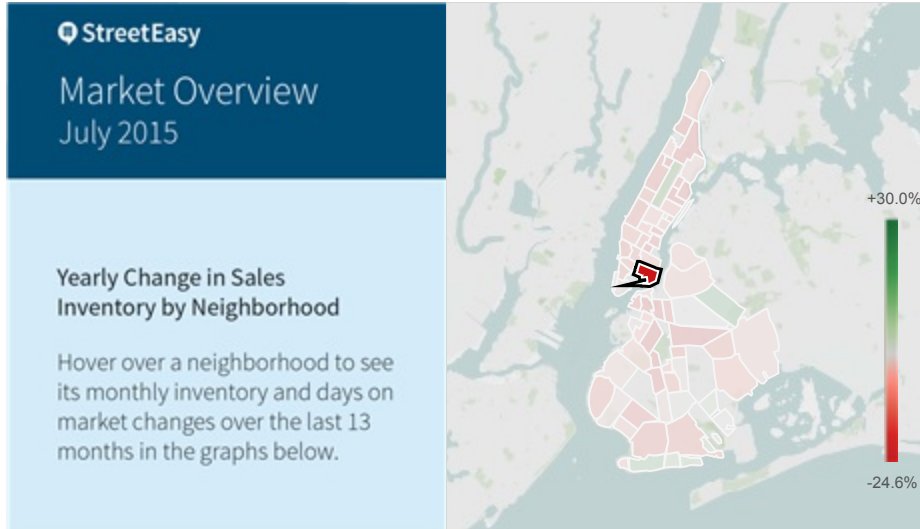 StreetEasy
Market Overview
July 2015
Yearly Change in Sales
Inventory by Neighborhood
Hover over a neighborhood to see
its monthly inventory and days on
market changes over the last 13
months in the graphs below.
+30.0%
-24.6%